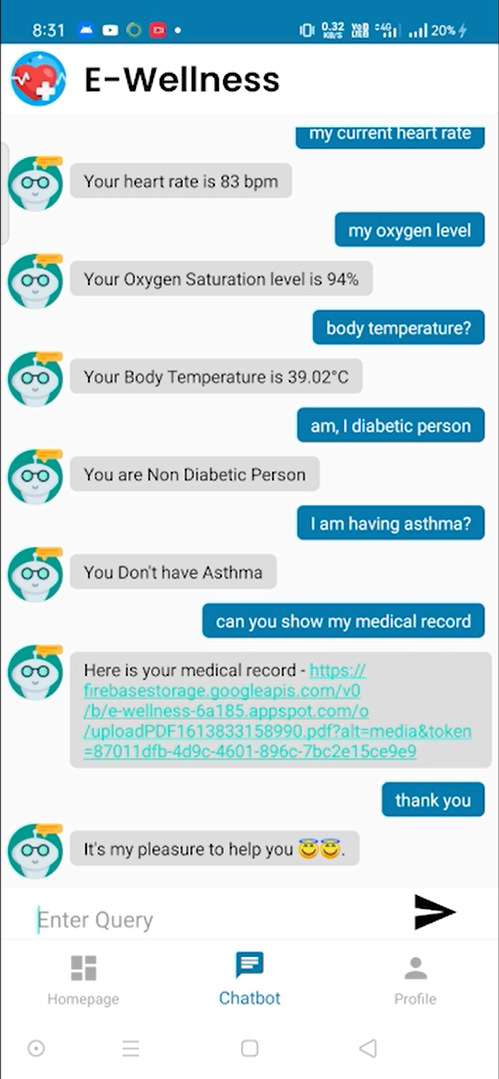 8:31
0.32 KB/S
4G
20%
E-Wellness
my current heart rate
Your heart rate is 83 bpm
my oxygen level
Your Oxygen Saturation level is 94%
body temperature?
Your Body Temperature is 39.02°C
am, I diabetic person
You are Non Diabetic Person
I am having asthma?
You Don't have Asthma
can you show my medical record
Here is your medical record - https://
firebasestorage.googleapis.com/v0
/b/e-wellness-6a185.appspot.com/o
/uploadPDF1613833158990.pdf?alt=media&token
=87011dfb-4d9c-4601-896c-7bc2e15ce9e9
thank you
It's my pleasure to help you 😇😇.
Enter Query
Homepage
Chatbot
Profile